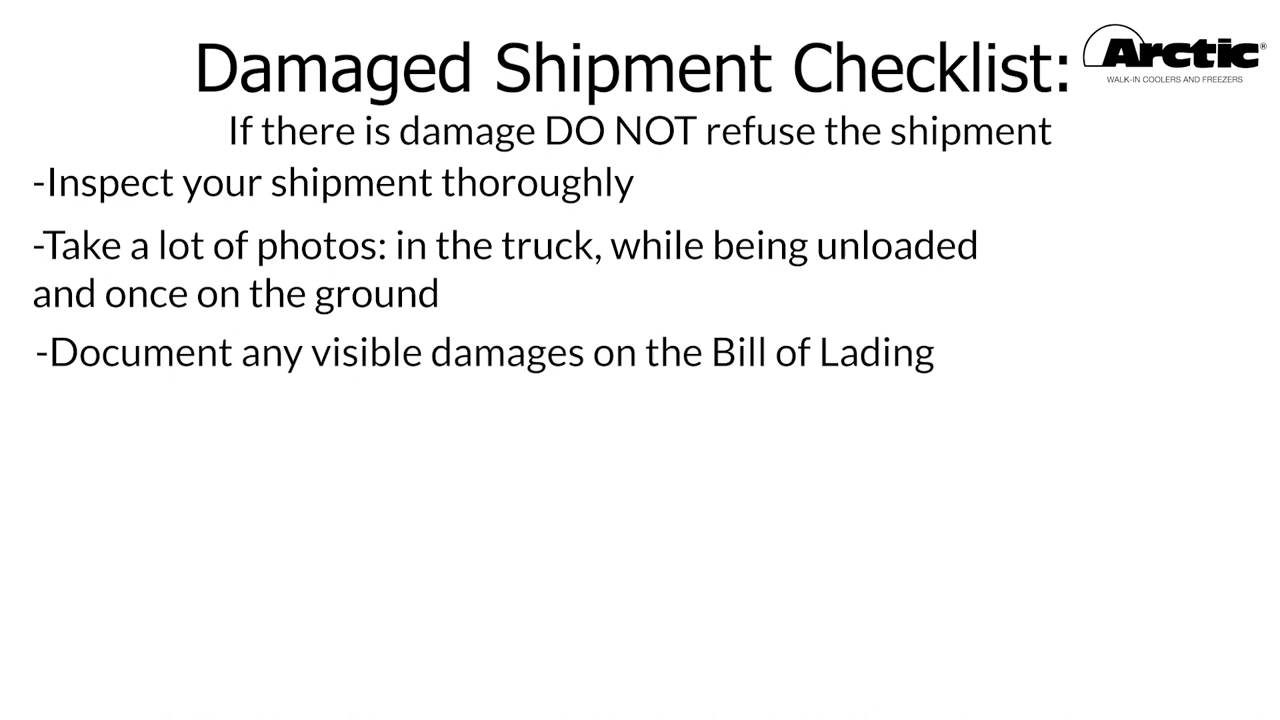 Damaged Shipment Checklist:
Arctic®
WALK-IN COOLERS AND FREEZERS
If there is damage DO NOT refuse the shipment
-Inspect your shipment thoroughly
-Take a lot of photos: in the truck, while being unloaded
and once on the ground
-Document any visible damages on the Bill of Lading